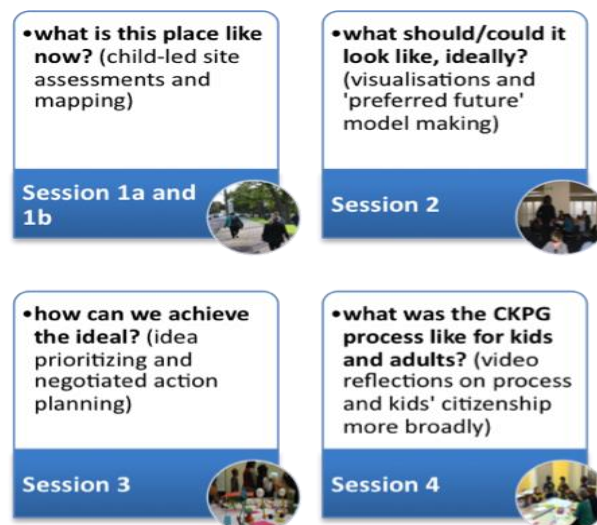 •what is this place like
now? (child-led site
assessments and
mapping)
Session 1a and
1b
•what should/could it
look like, ideally?
(visualisations and
'preferred future'
model making)
Session 2
•how can we achieve
the ideal? (idea
prioritizing and
negotiated action
planning)
Session 3
•what was the CKPG
process like for kids
and adults? (video
reflections on process
and kids' citizenship
more broadly)
Session 4